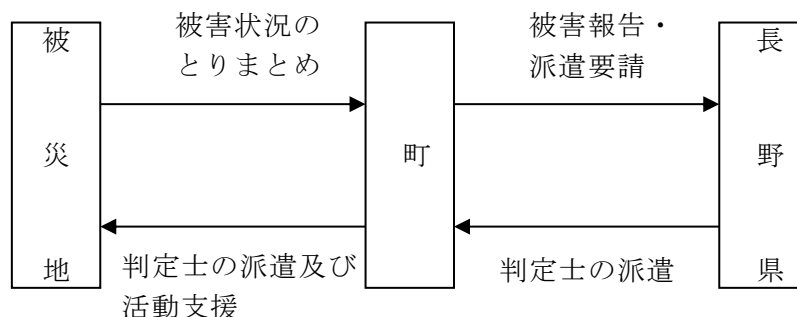 被災地
被害状況の
とりまとめ
町
被害報告・
派遣要請
長野県
判定士の派遣及び
活動支援
判定士の派遣